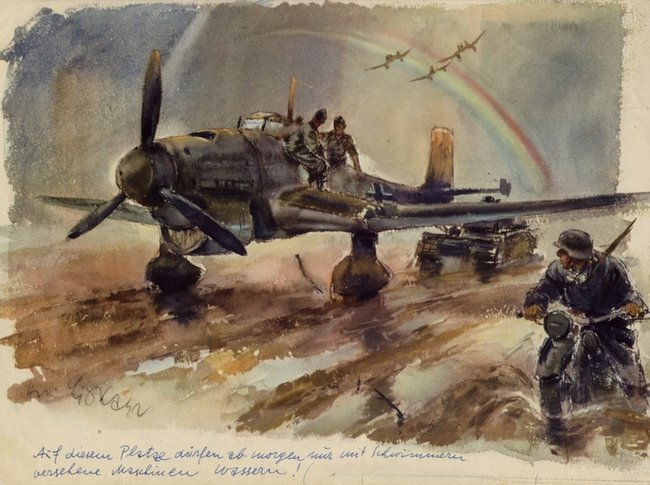 Auf diesem Platze dürfen ab morgen nur mit Schwimmern
versehene Maschinen Wassern!